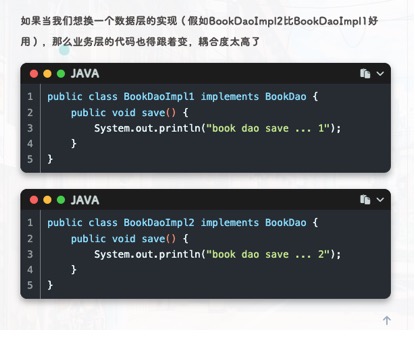 如果当我们想换一个数据层的实现（假如BookDaoImpl2比BookDaoImpl1好
用），那么业务层的代码也得跟着变，耦合度太高了
JAVA
1 public class BookDaoImpl1 implements BookDao {
2     public void save() {
3         System.out.println("book dao save ... 1");
4     }
5 }
JAVA
1 public class BookDaoImpl2 implements BookDao {
2     public void save() {
3         System.out.println("book dao save ... 2");
4     }
5 }